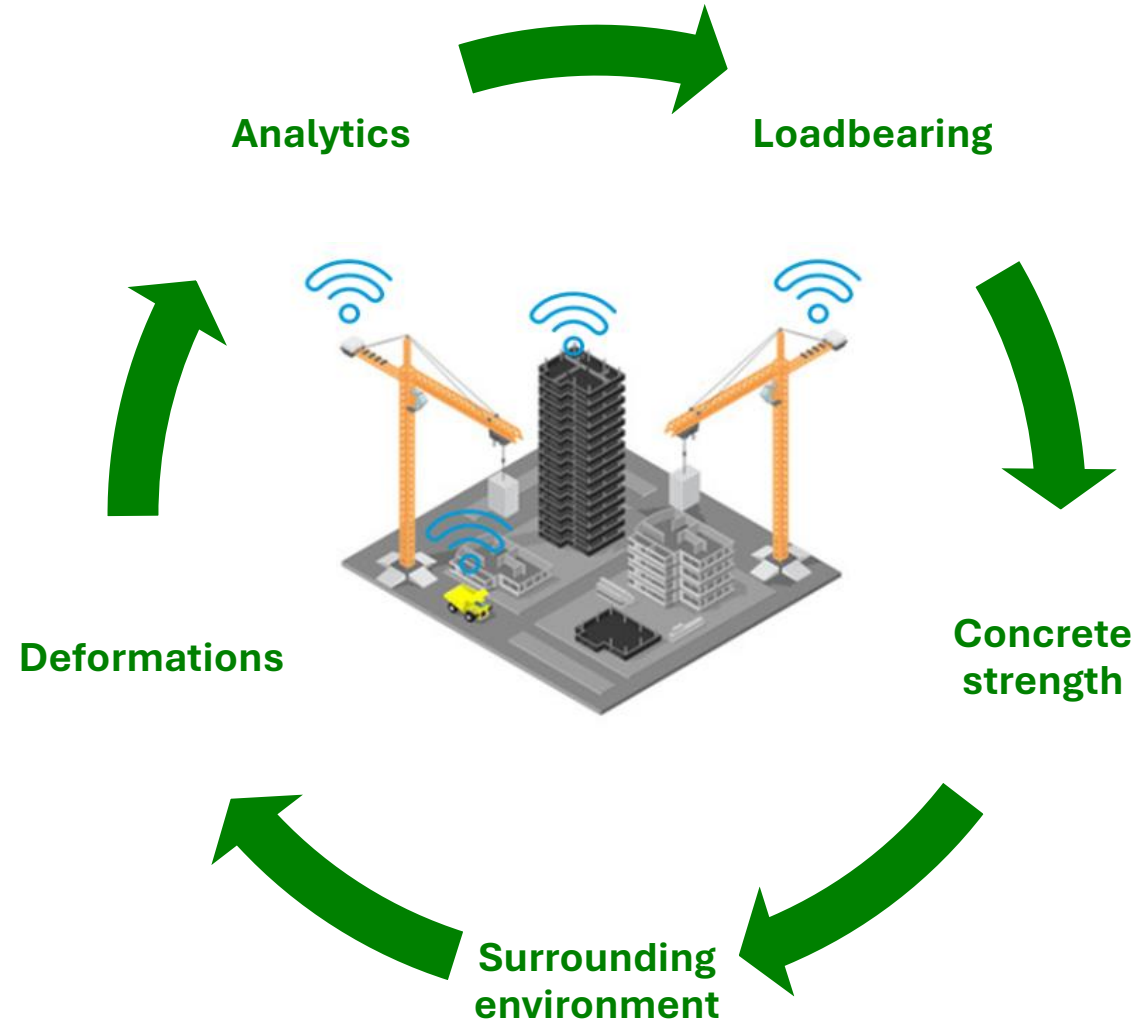 Analytics
Loadbearing
Concrete
strength
Surrounding
environment
Deformations